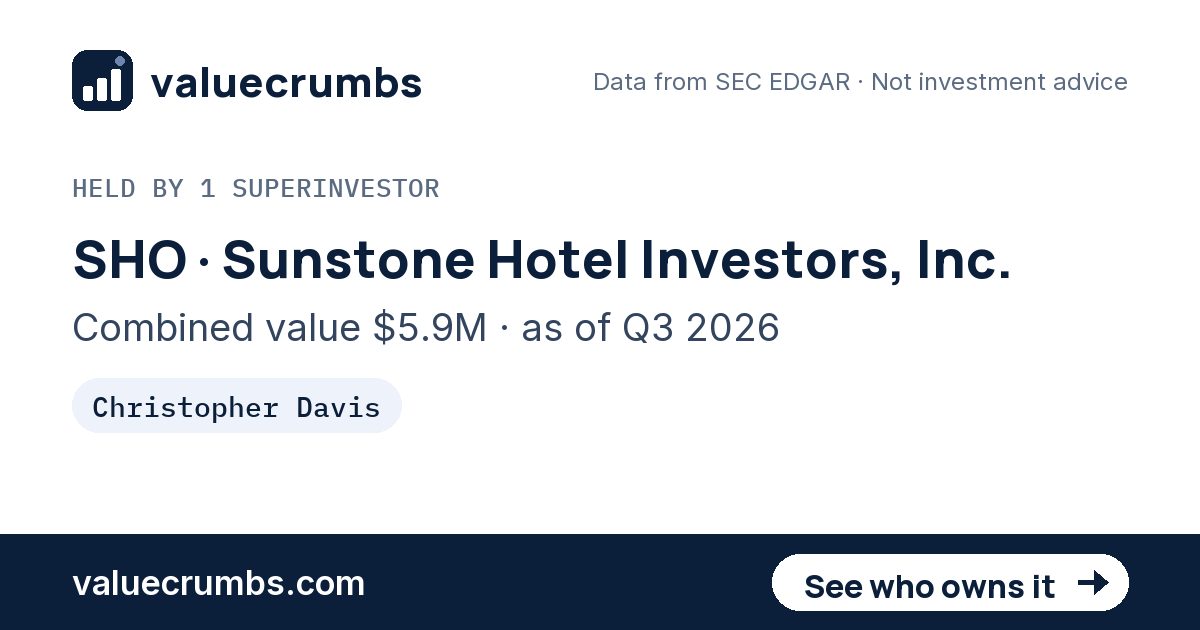 valuecrumbs
Data from SEC EDGAR · Not investment advice
HELD BY 1 SUPERINVESTOR
SHO · Sunstone Hotel Investors, Inc.
Combined value $5.9M · as of Q3 2026
Christopher Davis
valuecrumbs.com
See who owns it →